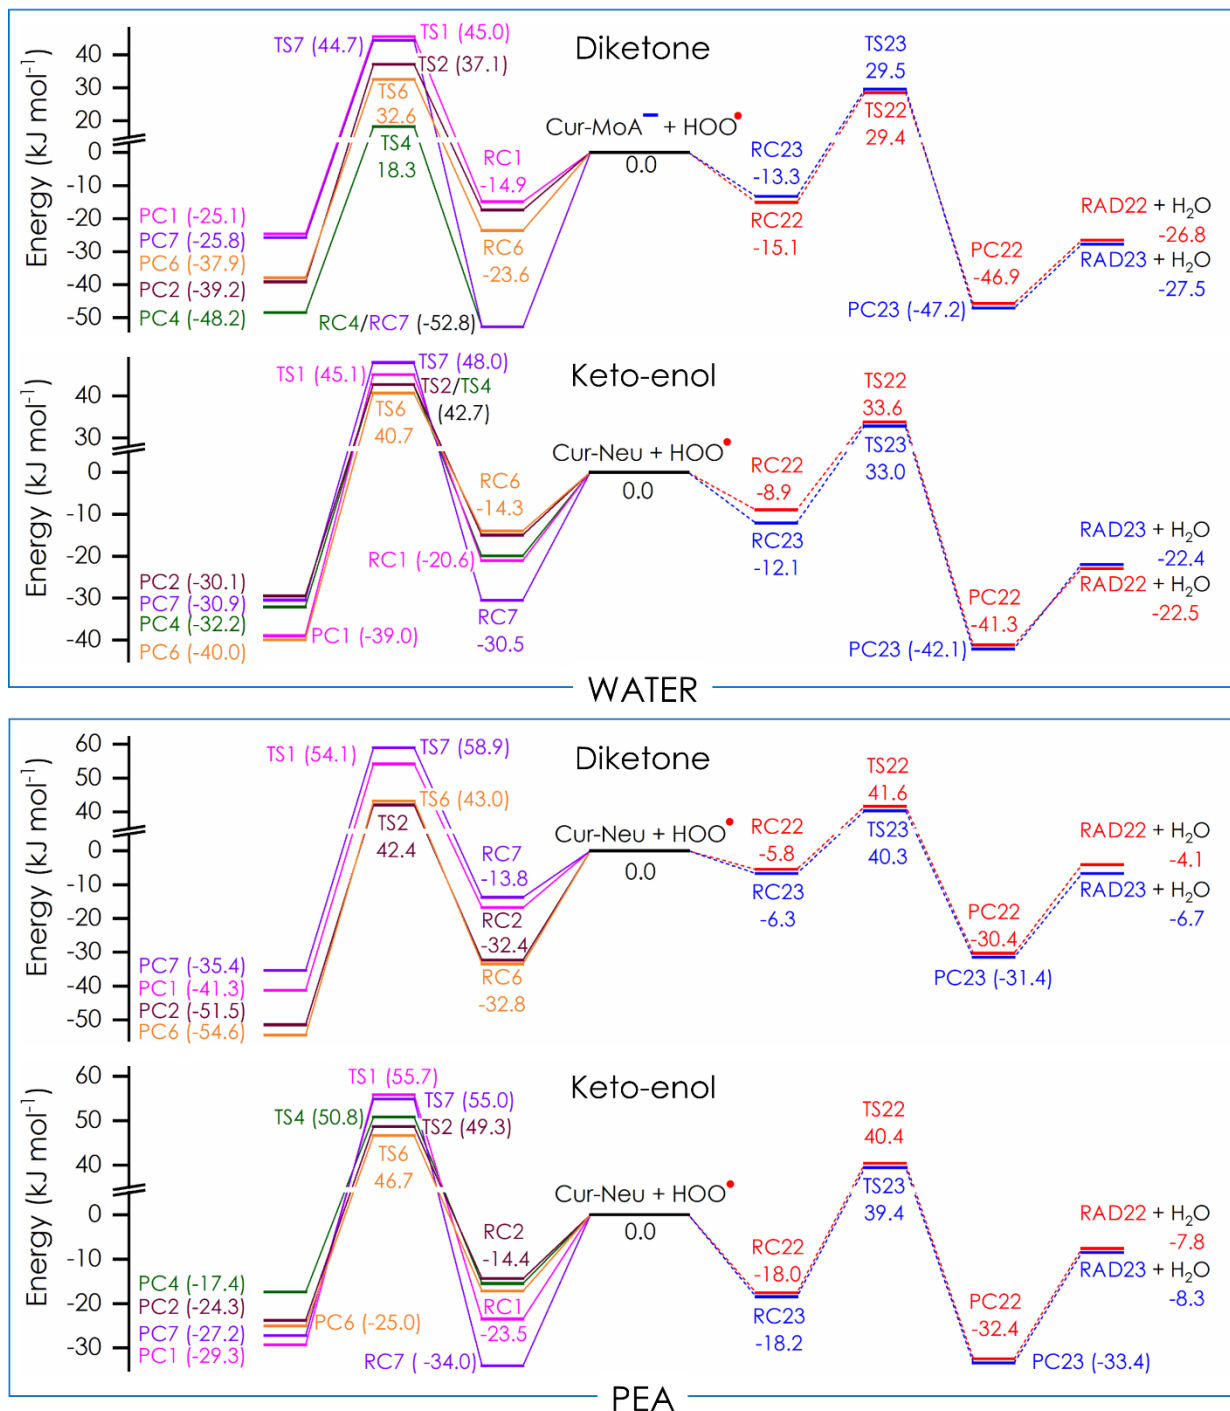 Diketone
Energy (kJ mol⁻¹)
40
30
20
0
-10
-20
-30
-40
-50
TS7 (44.7)
TS1 (45.0)
TS2 (37.1)
TS6
32.6
TS4
18.3
PC1 (-25.1)
PC7 (-25.8)
PC6 (-37.9)
PC2 (-39.2)
PC4 (-48.2)
RC1
-14.9
RC6
-23.6
RC4/RC7 (-52.8)
Cur-MoA⁻ + HOO•
0.0
RC23
-13.3
RC22
-15.1
TS23
29.5
TS22
29.4
PC22
-46.9
PC23 (-47.2)
RAD22 + H₂O
-26.8
RAD23 + H₂O
-27.5
Keto-enol
Energy (kJ mol⁻¹)
40
30
0
-10
-20
-30
-40
TS7 (48.0)
TS1 (45.1)
TS2/TS4
(42.7)
TS6
40.7
PC2 (-30.1)
PC7 (-30.9)
PC4 (-32.2)
PC1 (-39.0)
PC6 (-40.0)
RC6
-14.3
RC1 (-20.6)
RC7
-30.5
Cur-Neu + HOO•
0.0
RC22
-8.9
RC23
-12.1
TS22
33.6
TS23
33.0
PC22
-41.3
PC23 (-42.1)
RAD23 + H₂O
-22.4
RAD22 + H₂O
-22.5
WATER
Diketone
Energy (kJ mol⁻¹)
60
50
40
0
-10
-20
-30
-40
-50
TS1 (54.1)
TS7 (58.9)
TS6 (43.0)
TS2
42.4
PC7 (-35.4)
PC1 (-41.3)
PC2 (-51.5)
PC6 (-54.6)
RC7
-13.8
RC2
-32.4
RC6
-32.8
Cur-Neu + HOO•
0.0
RC22
-5.8
RC23
-6.3
TS22
41.6
TS23
40.3
PC22
-30.4
PC23 (-31.4)
RAD22 + H₂O
-4.1
RAD23 + H₂O
-6.7
Keto-enol
Energy (kJ mol⁻¹)
60
50
40
0
-10
-20
-30
TS1 (55.7)
TS7 (55.0)
TS4 (50.8)
TS2 (49.3)
TS6
46.7
PC4 (-17.4)
PC2 (-24.3)
PC6 (-25.0)
PC7 (-27.2)
PC1 (-29.3)
RC2
-14.4
RC1
-23.5
RC7 ( -34.0)
Cur-Neu + HOO•
0.0
RC22
-18.0
RC23
-18.2
TS22
40.4
TS23
39.4
PC22
-32.4
PC23 (-33.4)
RAD22 + H₂O
-7.8
RAD23 + H₂O
-8.3
PEA